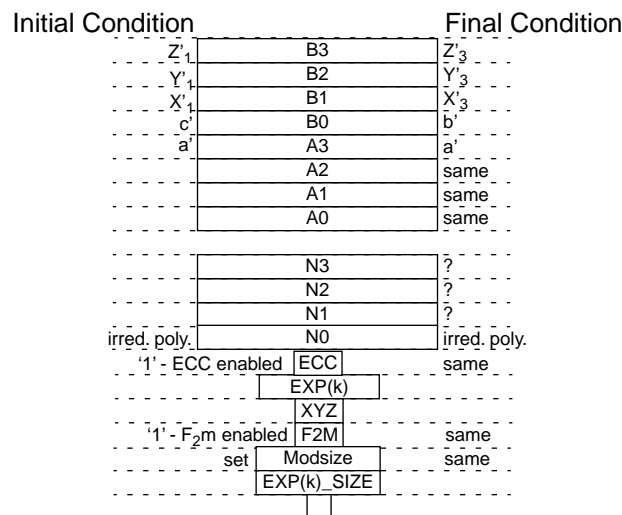 Initial Condition Final Condition
Z'1 B3 Z'3
Y'1 B2 Y'3
X'1 B1 X'3
c' B0 b'
a' A3 a'
A2 same
A1 same
A0 same
N3 ?
N2 ?
N1 ?
irred. poly. N0 irred. poly.
'1' - ECC enabled ECC same
EXP(k)
XYZ
'1' - F2m enabled F2M same
set Modsize same
EXP(k)_SIZE